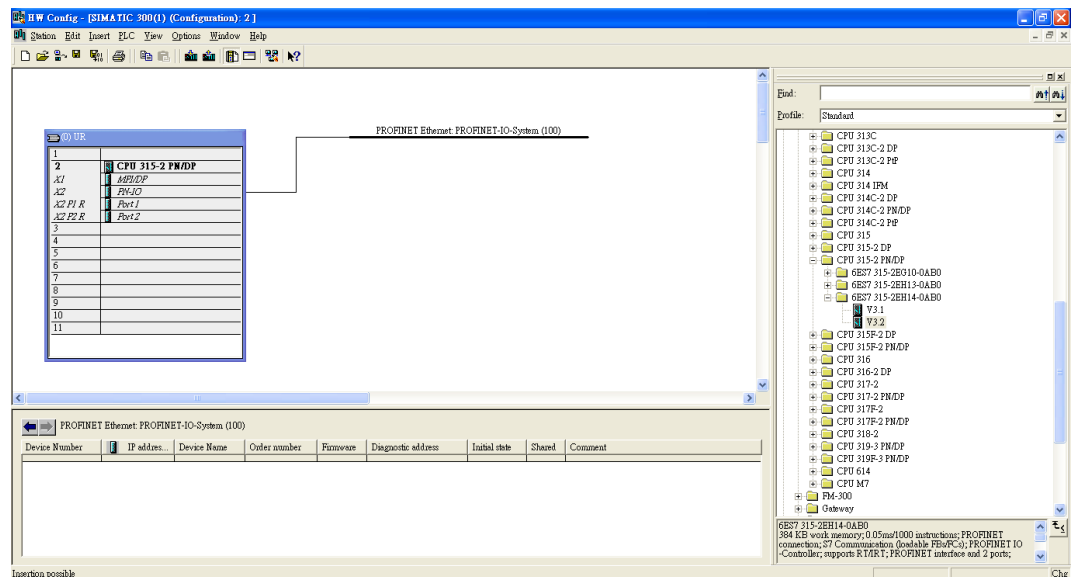 HW Config - [SIMATIC 300(1) (Configuration): 2 ]
Station Edit Insert PLC View Options Window Help
(0) UR
1
2 CPU 315-2 PN/DP
X1 MPI/DP
X2 PN-IO
X2 P1 R Port 1
X2 P2 R Port 2
3
4
5
6
7
8
9
10
11
PROFINET Ethernet: PROFINET-IO-System (100)
PROFINET Ethernet: PROFINET-IO-System (100)
Device Number IP addres... Device Name Order number Firmware Diagnostic address Initial state Shared Comment
Find:
Profile: Standard
CPU 313C
CPU 313C-2 DP
CPU 313C-2 PtP
CPU 314
CPU 314 IFM
CPU 314C-2 DP
CPU 314C-2 PN/DP
CPU 314C-2 PtP
CPU 315
CPU 315-2 DP
CPU 315-2 PN/DP
6ES7 315-2EG10-0AB0
6ES7 315-2EH13-0AB0
6ES7 315-2EH14-0AB0
V3.1
V3.2
CPU 315F-2 DP
CPU 315F-2 PN/DP
CPU 316
CPU 316-2 DP
CPU 317-2
CPU 317-2 PN/DP
CPU 317F-2
CPU 317F-2 PN/DP
CPU 318-2
CPU 319-3 PN/DP
CPU 319F-3 PN/DP
CPU 614
CPU M7
FM-300
Gateway
6ES7 315-2EH14-0AB0
384 KB work memory; 0.05ms/1000 instructions; PROFINET
connection; S7 Communication (loadable FBs/FCs); PROFINET IO
-Controller; supports RT/IRT; PROFINET interface and 2 ports;
Insertion possible
Chg